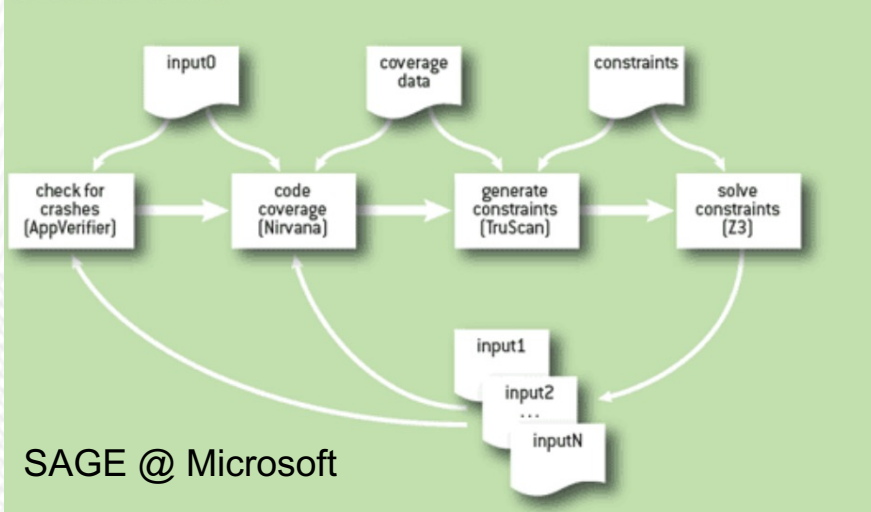 input0
coverage
data
constraints
check for
crashes
(AppVerifier)
code
coverage
(Nirvana)
generate
constraints
(TruScan)
solve
constraints
(Z3)
input1
input2
...
inputN
SAGE @ Microsoft